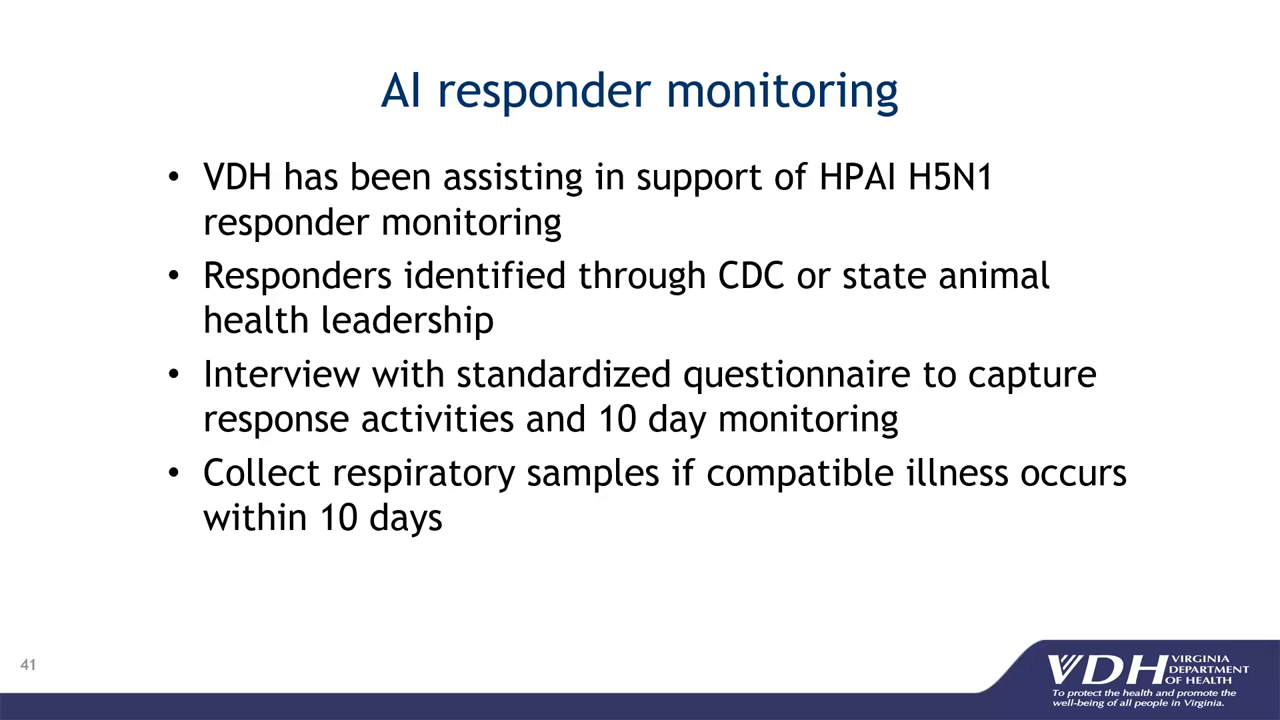 AI responder monitoring
• VDH has been assisting in support of HPAI H5N1
responder monitoring
• Responders identified through CDC or state animal
health leadership
• Interview with standardized questionnaire to capture
response activities and 10 day monitoring
• Collect respiratory samples if compatible illness occurs
within 10 days
41
VDH VIRGINIA
DEPARTMENT
OF HEALTH
To protect the health and promote the
well-being of all people in Virginia.